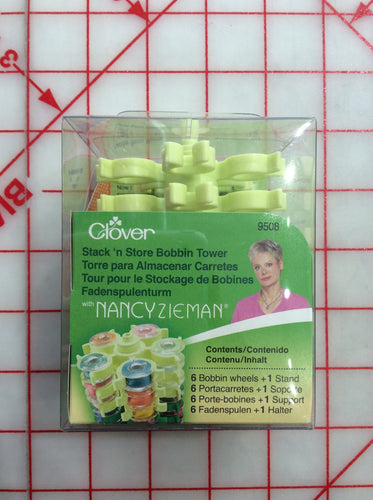 Clover
9508
Stack 'n Store Bobbin Tower
Torre para Almacenar Carretes
Tour pour le Stockage de Bobines
Fadenspulenturm
with NANCY ZIEMAN®
Contents/Contenido
Contenu/Inhalt
6 Bobbin wheels + 1 Stand
6 Portacarretes + 1 Soporte
6 Porte-bobines + 1 Support
6 Fadenspulen + 1 Halter